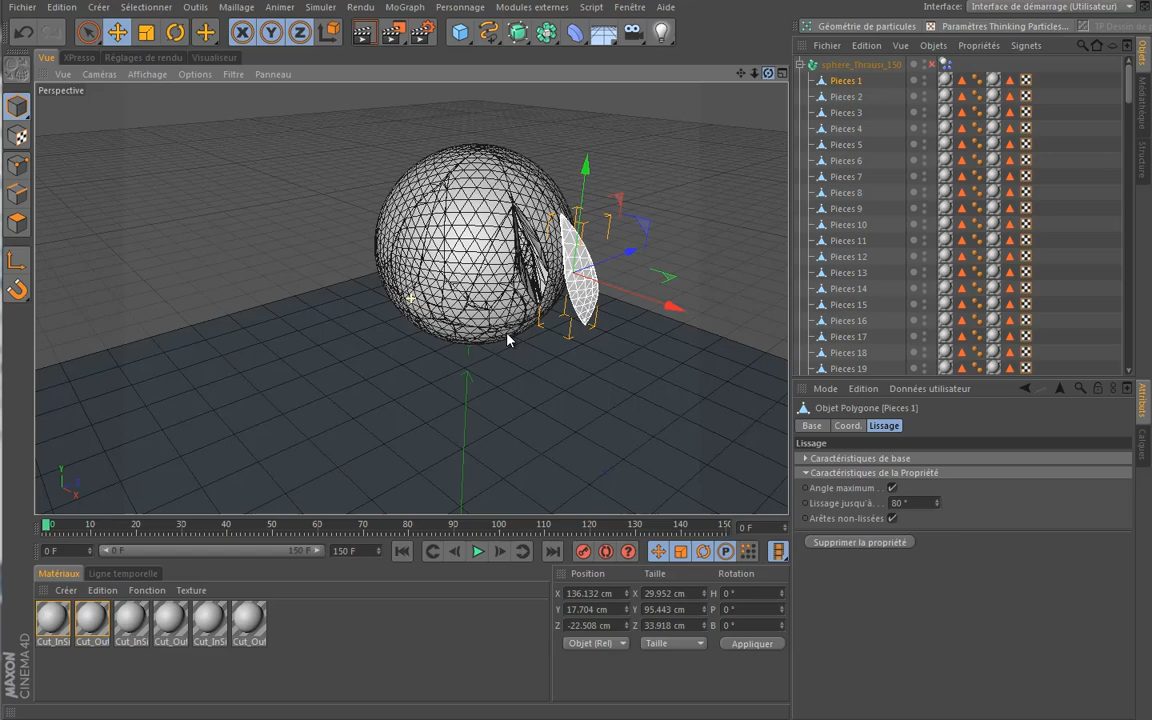 Fichier Edition Créer Sélectionner Outils Maillage Animer Simuler Rendu MoGraph Personnage Modules externes Script Fenêtre Aide
Interface: Interface de démarrage (Utilisateur)
X Y Z
Géométrie de particules Paramètres Thinking Particles...
Vue XPresso Réglages de rendu Visualiseur
Vue Caméras Affichage Options Filtre Panneau
Perspective
Y
Z
X
Fichier Edition Vue Objets Propriétés Signets
sphere_Thrausi_150
Pieces 1
Pieces 2
Pieces 3
Pieces 4
Pieces 5
Pieces 6
Pieces 7
Pieces 8
Pieces 9
Pieces 10
Pieces 11
Pieces 12
Pieces 13
Pieces 14
Pieces 15
Pieces 16
Pieces 17
Pieces 18
Pieces 19
Objets
Médiathèque
Structure
Mode Edition Données utilisateur
Objet Polygone [Pieces 1]
Base Coord. Lissage
Lissage
Caractéristiques de base
Caractéristiques de la Propriété
Angle maximum . . .
Lissage jusqu'à. . . 80 °
Arêtes non-lissées
Supprimer la propriété
Attributs
Calques
0 10 20 30 40 50 60 70 80 90 100 110 120 130 140 150 0 F
0 F 0 F 150 F 150 F
Matériaux Ligne temporelle
Créer Edition Fonction Texture
Cut_InSi Cut_Out Cut_InSi Cut_Out Cut_InSi Cut_Out
Position Taille Rotation
X 136.132 cm X 29.952 cm H 0 °
Y 17.704 cm Y 95.443 cm P 0 °
Z -22.508 cm Z 33.918 cm B 0 °
Objet (Rel) Taille Appliquer
MAXON
CINEMA 4D